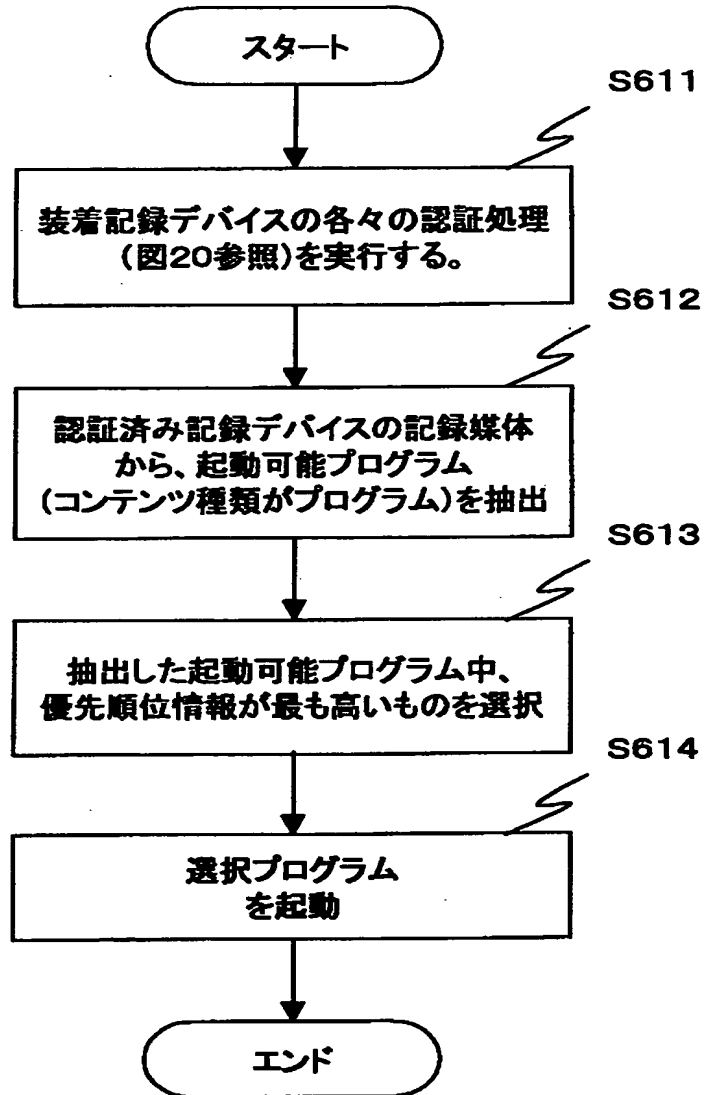 スタート
S611
装着記録デバイスの各々の認証処理
(図20参照)を実行する。
S612
認証済み記録デバイスの記録媒体
から、起動可能プログラム
(コンテンツ種類がプログラム)を抽出
S613
抽出した起動可能プログラム中、
優先順位情報が最も高いものを選択
S614
選択プログラム
を起動
エンド